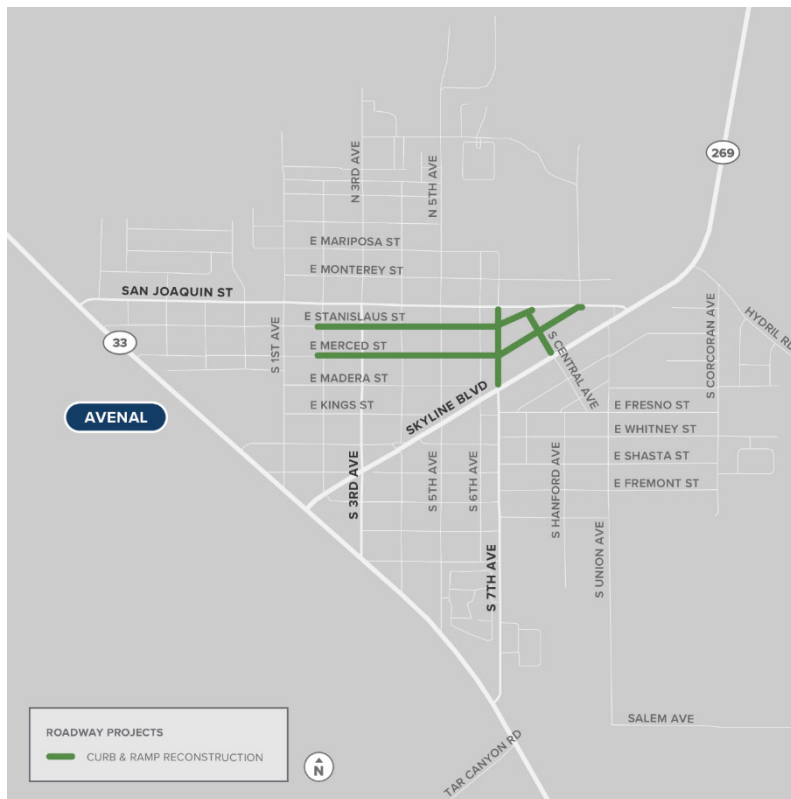 269
N 3RD AVE
N 5TH AVE
E MARIPOSA ST
E MONTEREY ST
SAN JOAQUIN ST
E STANISLAUS ST
33
S 1ST AVE
E MERCED ST
S CENTRAL AVE
S CORCORAN AVE
HYDRIL RD
E MADERA ST
SKYLINE BLVD
AVENAL
E KINGS ST
E FRESNO ST
E WHITNEY ST
E SHASTA ST
E FREMONT ST
S 3RD AVE
S 5TH AVE
S 6TH AVE
S HANFORD AVE
S UNION AVE
S 7TH AVE
SALEM AVE
TAR CANYON RD
ROADWAY PROJECTS
CURB & RAMP RECONSTRUCTION
N